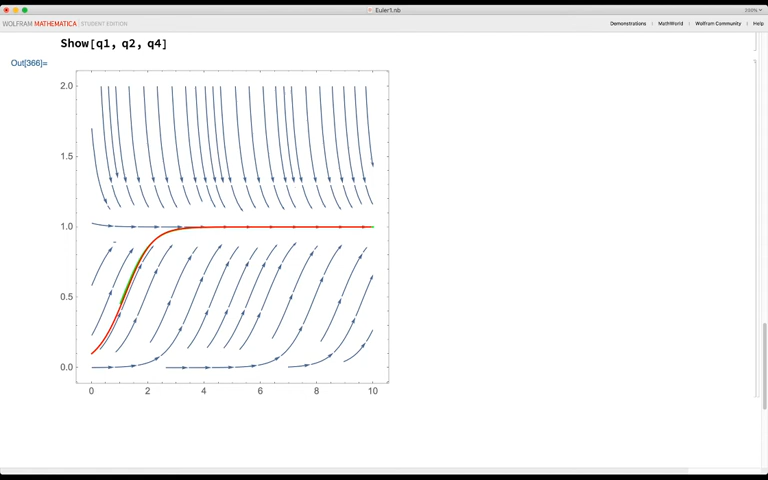 Euler1.nb
WOLFRAM MATHEMATICA | STUDENT EDITION
Demonstrations | MathWorld | Wolfram Community | Help
Show[q1, q2, q4]
Out[366]=
2.0
1.5
1.0
0.5
0.0
0 2 4 6 8 10